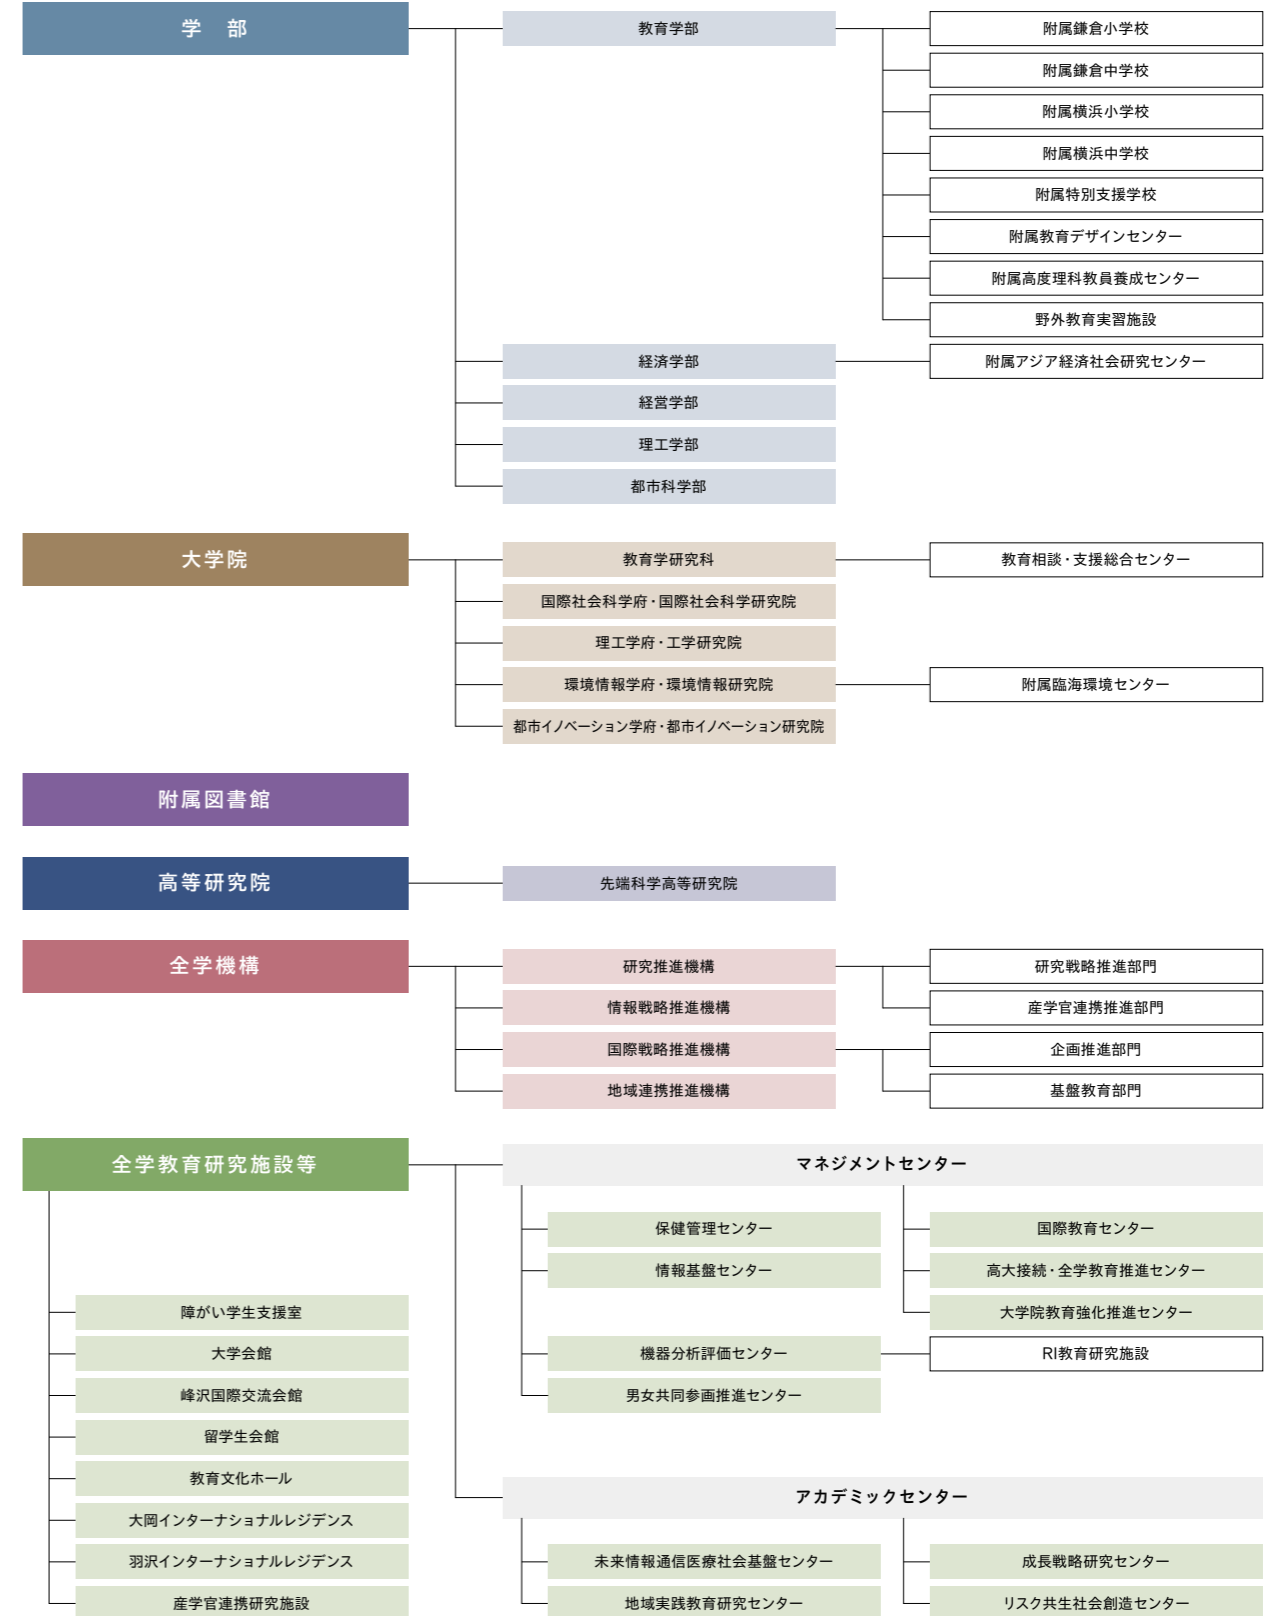 学　部
教育学部
附属鎌倉小学校
附属鎌倉中学校
附属横浜小学校
附属横浜中学校
附属特別支援学校
附属教育デザインセンター
附属高度理科教員養成センター
野外教育実習施設
経済学部
附属アジア経済社会研究センター
経営学部
理工学部
都市科学部
大学院
教育学研究科
教育相談・支援総合センター
国際社会科学府・国際社会科学研究院
理工学府・工学研究院
環境情報学府・環境情報研究院
附属臨海環境センター
都市イノベーション学府・都市イノベーション研究院
附属図書館
高等研究院
先端科学高等研究院
全学機構
研究推進機構
研究戦略推進部門
産学官連携推進部門
情報戦略推進機構
国際戦略推進機構
企画推進部門
基盤教育部門
地域連携推進機構
全学教育研究施設等
障がい学生支援室
大学会館
峰沢国際交流会館
留学生会館
教育文化ホール
大岡インターナショナルレジデンス
羽沢インターナショナルレジデンス
産学官連携研究施設
マネジメントセンター
保健管理センター
情報基盤センター
機器分析評価センター
RI教育研究施設
男女共同参画推進センター
国際教育センター
高大接続・全学教育推進センター
大学院教育強化推進センター
アカデミックセンター
未来情報通信医療社会基盤センター
地域実践教育研究センター
成長戦略研究センター
リスク共生社会創造センター